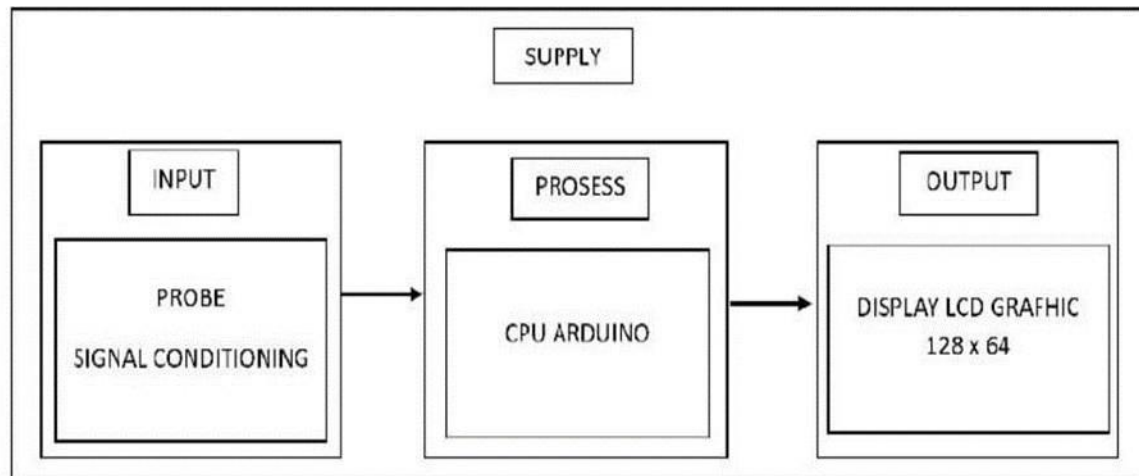 SUPPLY
INPUT
PROBE
SIGNAL CONDITIONING
PROSESS
CPU ARDUINO
OUTPUT
DISPLAY LCD GRAFHIC
128 x 64